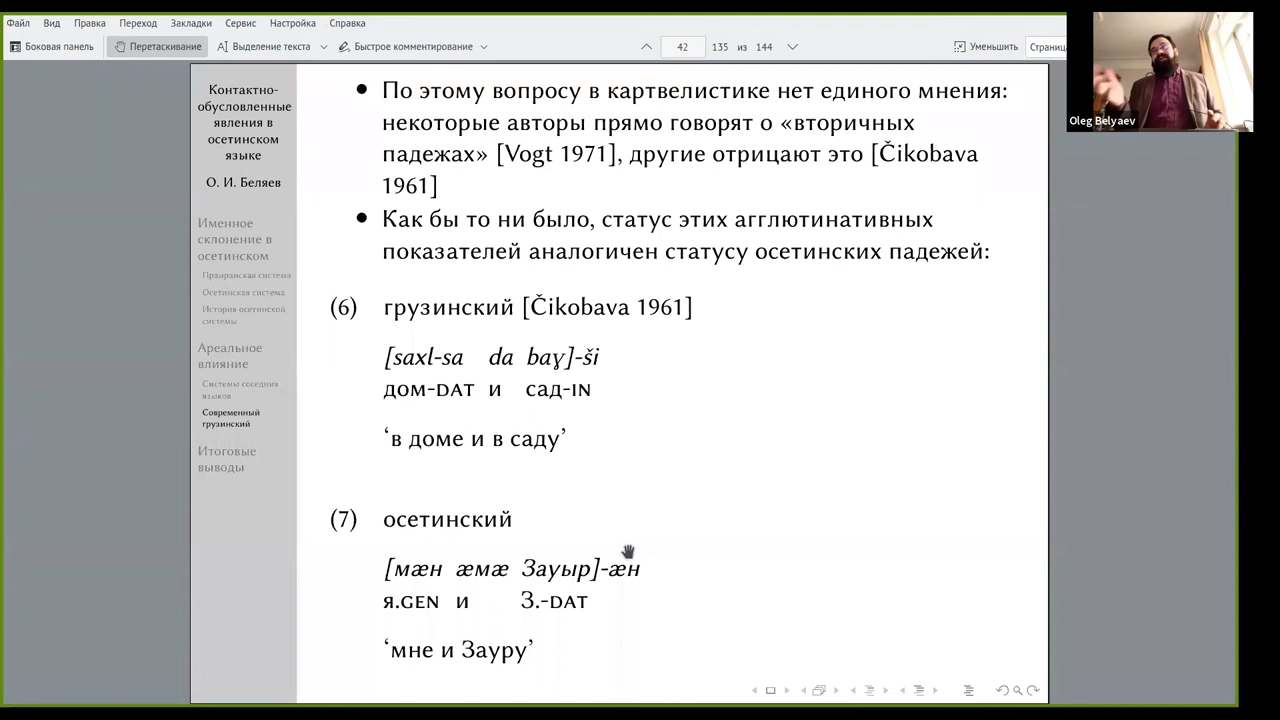 Файл Вид Правка Переход Закладки Сервис Настройка Справка
Боковая панель Перетаскивание Выделение текста Быстрое комментирование 42 135 из 144 Уменьшить Страница
Oleg Belyaev
Контактно-
обусловленные
явления в
осетинском
языке
О. И. Беляев
Именное
склонение в
осетинском
Праиранская система
Осетинская система
История осетинской
системы
Ареальное
влияние
Системы соседних
языков
Современный
грузинский
Итоговые
выводы
• По этому вопросу в картвелистике нет единого мнения:
некоторые авторы прямо говорят о «вторичных
падежах» [Vogt 1971], другие отрицают это [Čikobava
1961]
• Как бы то ни было, статус этих агглютинативных
показателей аналогичен статусу осетинских падежей:
(6) грузинский [Čikobava 1961]
[saxl-sa da baɣ]-ši
дом-DAT и сад-IN
‘в доме и в саду’
(7) осетинский
[мæн æмæ Зауыр]-æн
я.GEN и З.-DAT
‘мне и Зауру’